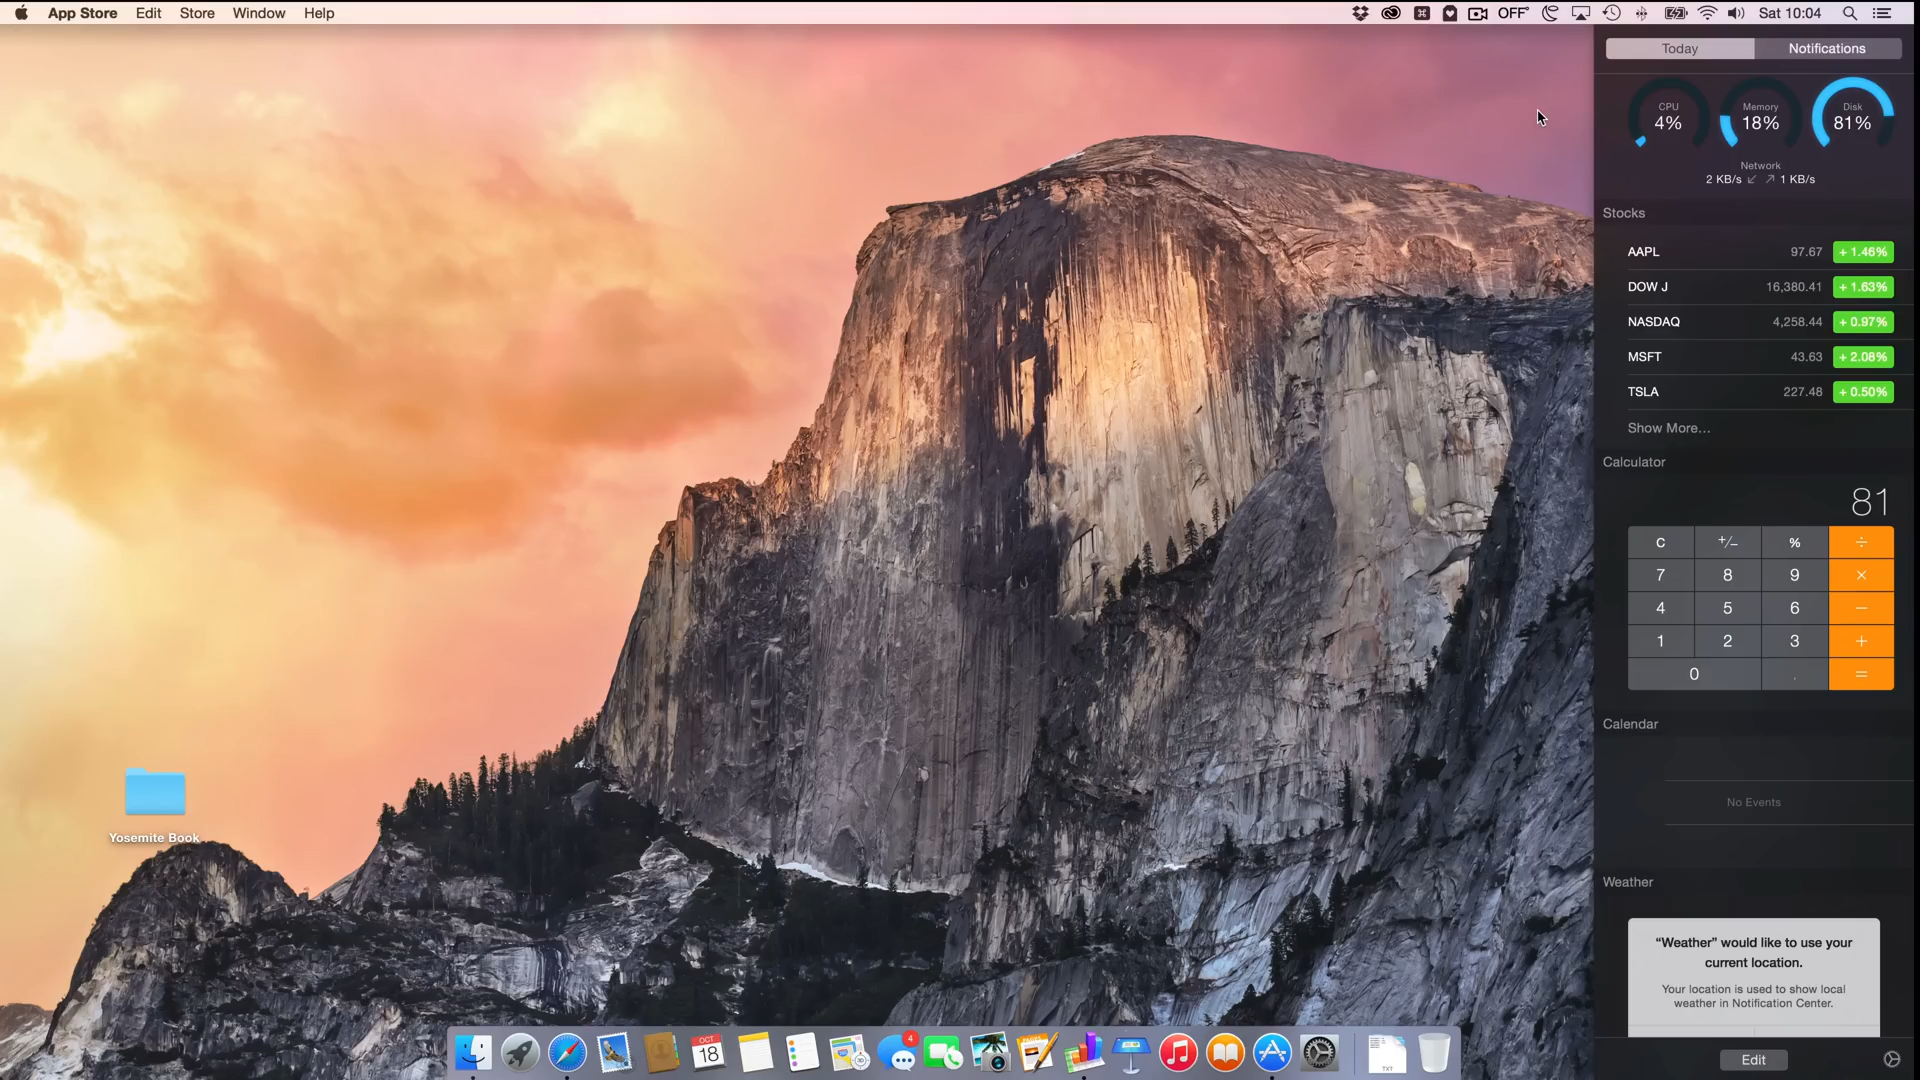 App Store Edit Store Window Help OFF Sat 10:04
Today Notifications
CPU Memory Disk
4% 18% 81%
Network
2 KB/s 1 KB/s
Stocks
AAPL 97.67 + 1.46%
DOW J 16,380.41 + 1.63%
NASDAQ 4,258.44 + 0.97%
MSFT 43.63 + 2.08%
TSLA 227.48 + 0.50%
Show More...
Calculator
81
C +/− % ÷
7 8 9 ×
4 5 6 −
1 2 3 +
0 . =
Calendar
No Events
Yosemite Book
Weather
“Weather” would like to use your
current location.
Your location is used to show local
weather in Notification Center.
OCT
18
4
TXT
Edit